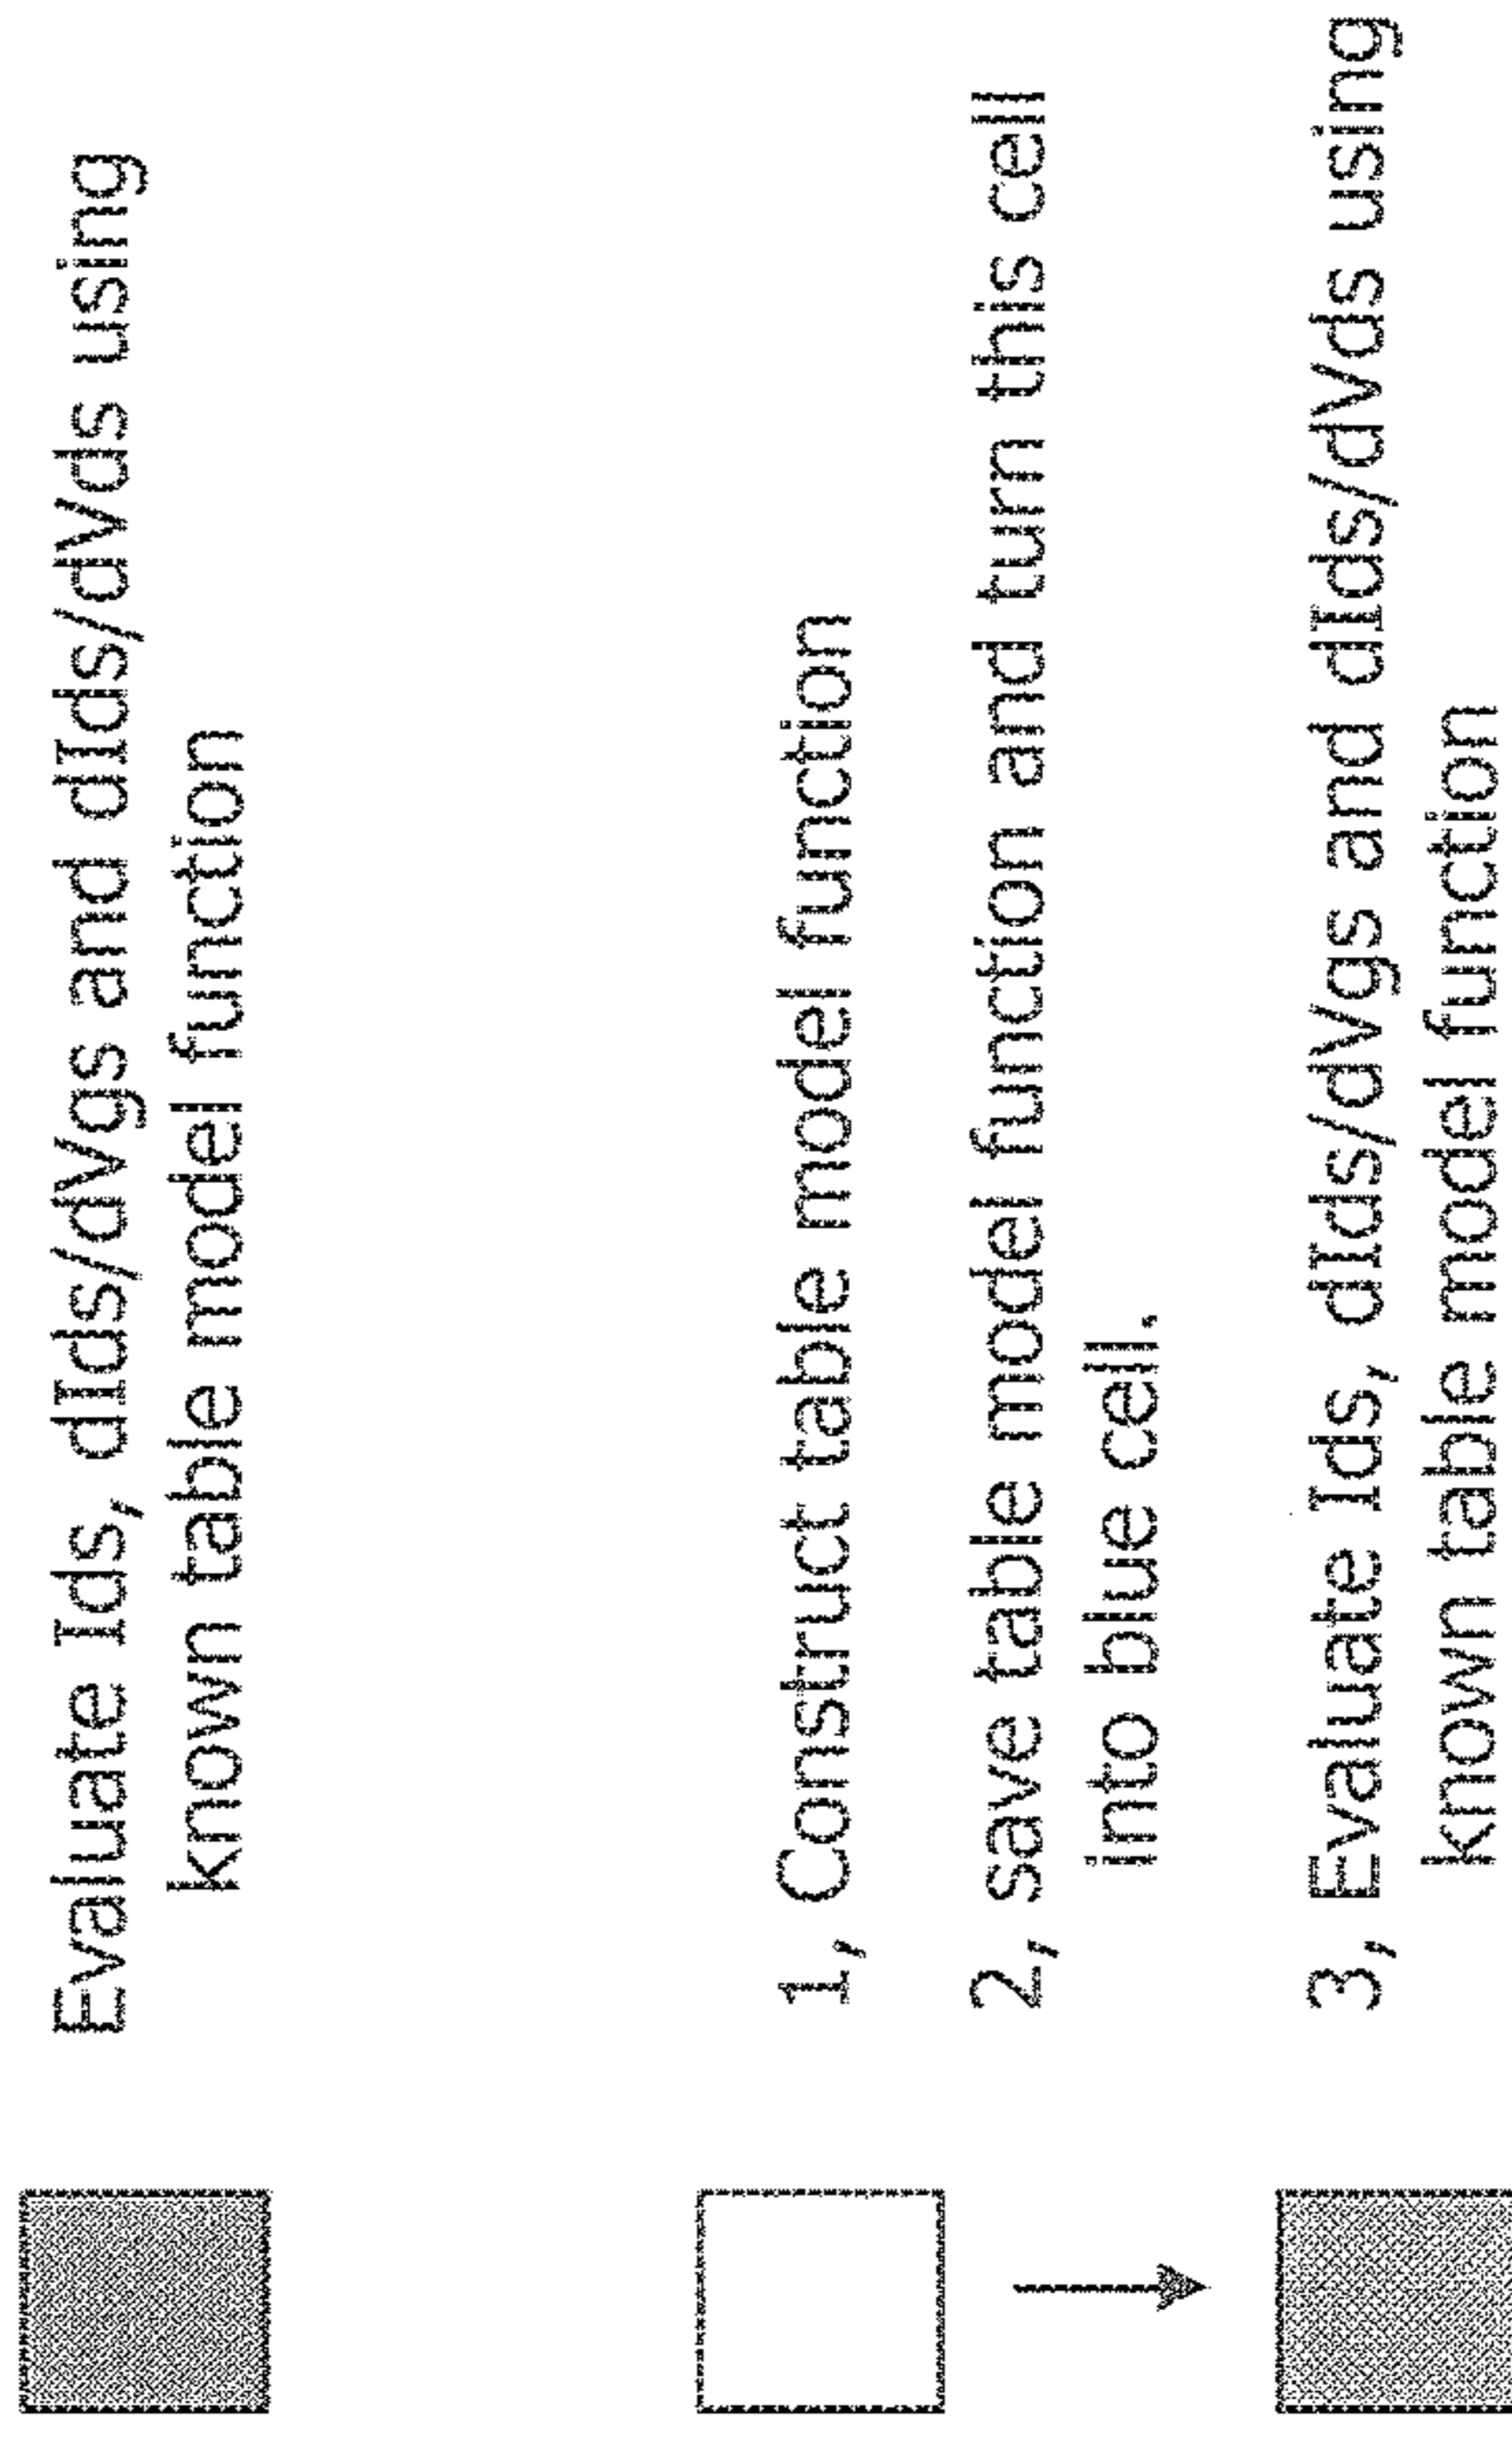 Evaluate Ids, dIds/dVgs and dIds/dVds using
known table model function
1, Construct table model function
2, save table model function and turn this cell
into blue cell.
3, Evaluate Ids, dIds/dVgs and dIds/dVds using
known table model function